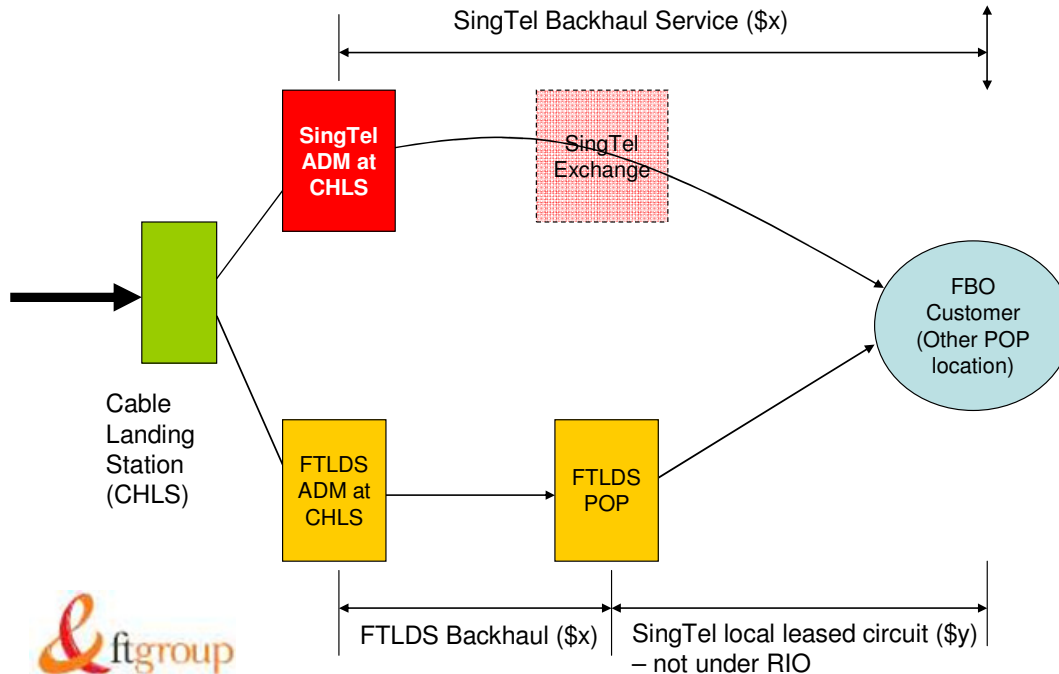 SingTel Backhaul Service ($x)
SingTel
ADM at
CHLS
SingTel
Exchange
FBO
Customer
(Other POP
location)
Cable
Landing
Station
(CHLS)
FTLDS
ADM at
CHLS
FTLDS
POP
FTLDS Backhaul ($x)
SingTel local leased circuit ($y)
– not under RIO
& ftgroup